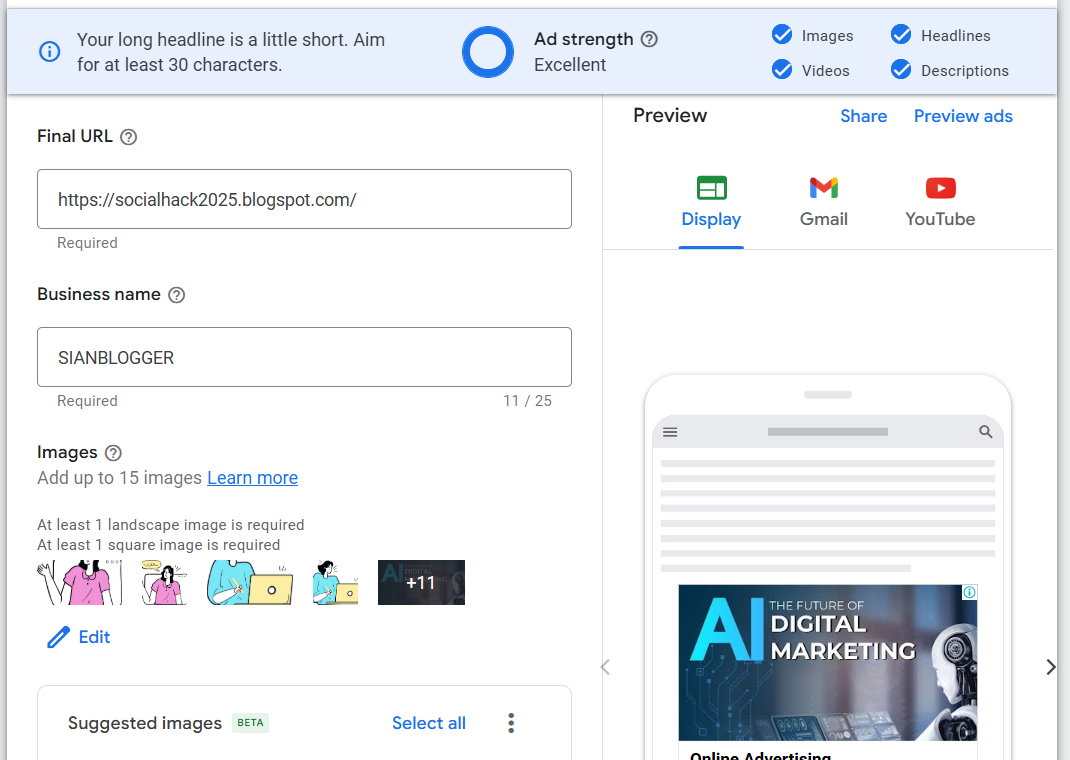 Your long headline is a little short. Aim
for at least 30 characters.
Ad strength
Excellent
Images
Headlines
Videos
Descriptions
Final URL
https://socialhack2025.blogspot.com/
Required
Business name
SIANBLOGGER
Required
11 / 25
Images
Add up to 15 images Learn more
At least 1 landscape image is required
At least 1 square image is required
+11
Edit
Suggested images BETA
Select all
Preview
Share
Preview ads
Display
Gmail
YouTube
AI THE FUTURE OF
DIGITAL
MARKETING
Online Advertising